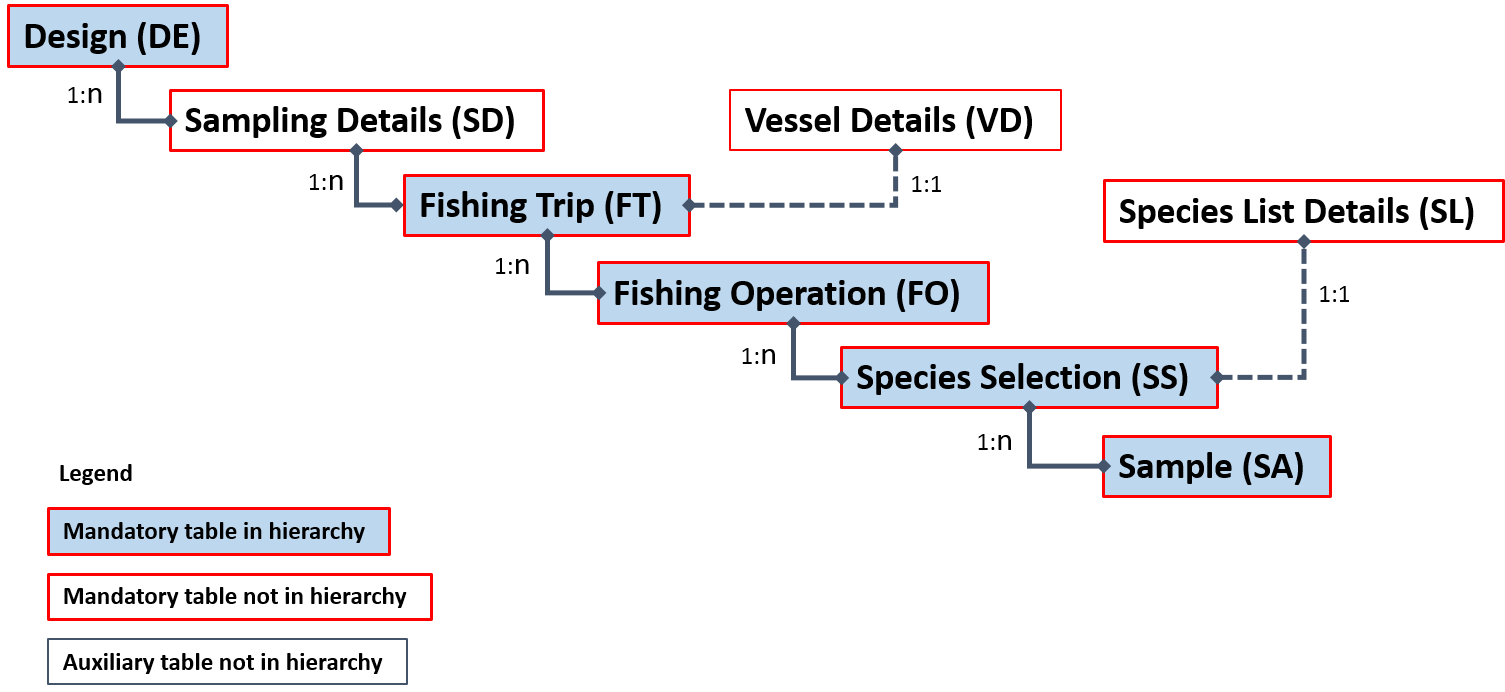 Design (DE)
1:n
Sampling Details (SD)
Vessel Details (VD)
1:n
1:1
Fishing Trip (FT)
Species List Details (SL)
1:n
Fishing Operation (FO)
1:1
1:n
Species Selection (SS)
1:n
Sample (SA)
Legend
Mandatory table in hierarchy
Mandatory table not in hierarchy
Auxiliary table not in hierarchy